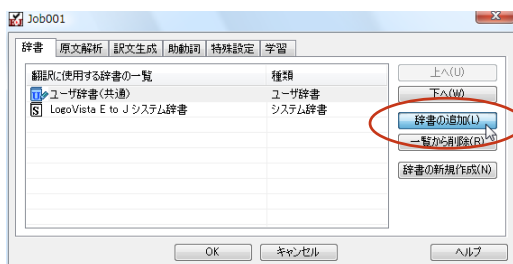 Job001
辞書 原文解析 訳文生成 助動詞 特殊設定 学習
翻訳に使用する辞書の一覧 種類
ユーザ辞書(共通) ユーザ辞書
LogoVista E to J システム辞書 システム辞書
上へ(U)
下へ(W)
辞書の追加(L)
一覧から削除(R)
辞書の新規作成(N)
OK キャンセル ヘルプ